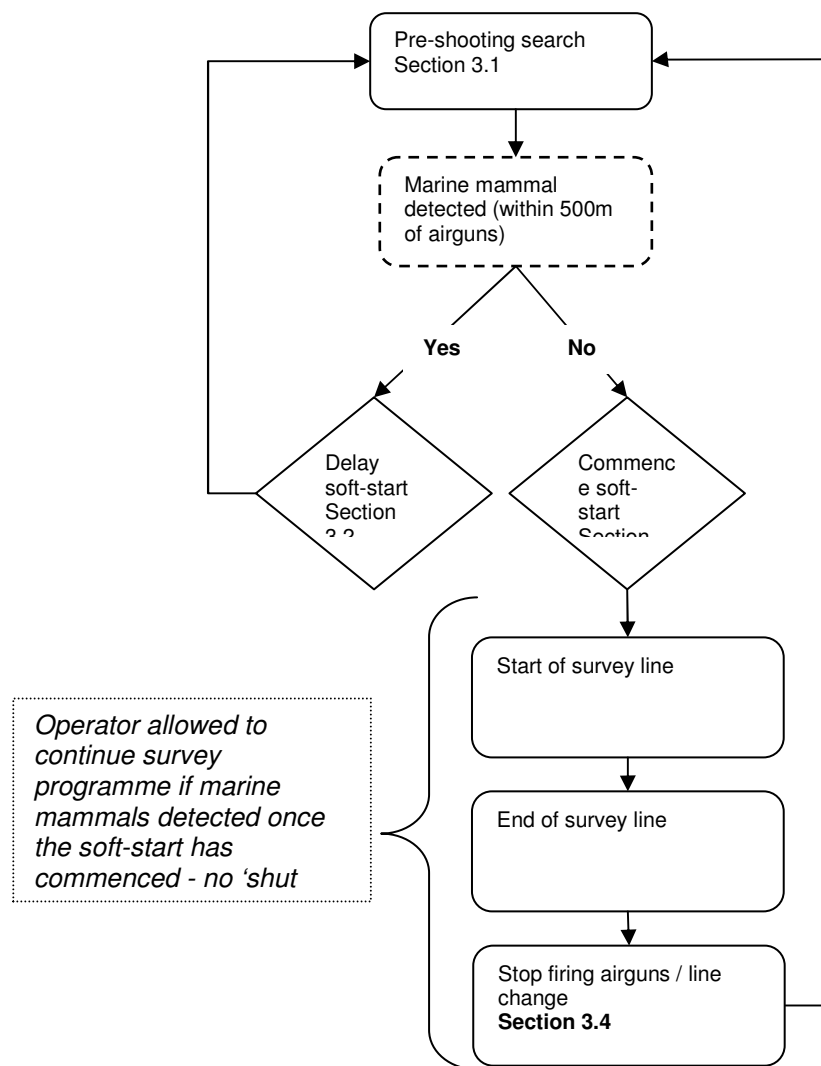 Pre-shooting search
Section 3.1
Marine mammal
detected (within 500m
of airguns)
Yes
No
Delay
soft-start
Section
Commenc
e soft-
start
Section
Start of survey line
Operator allowed to
continue survey
programme if marine
mammals detected once
the soft-start has
commenced - no ‘shut
End of survey line
Stop firing airguns / line
change
Section 3.4